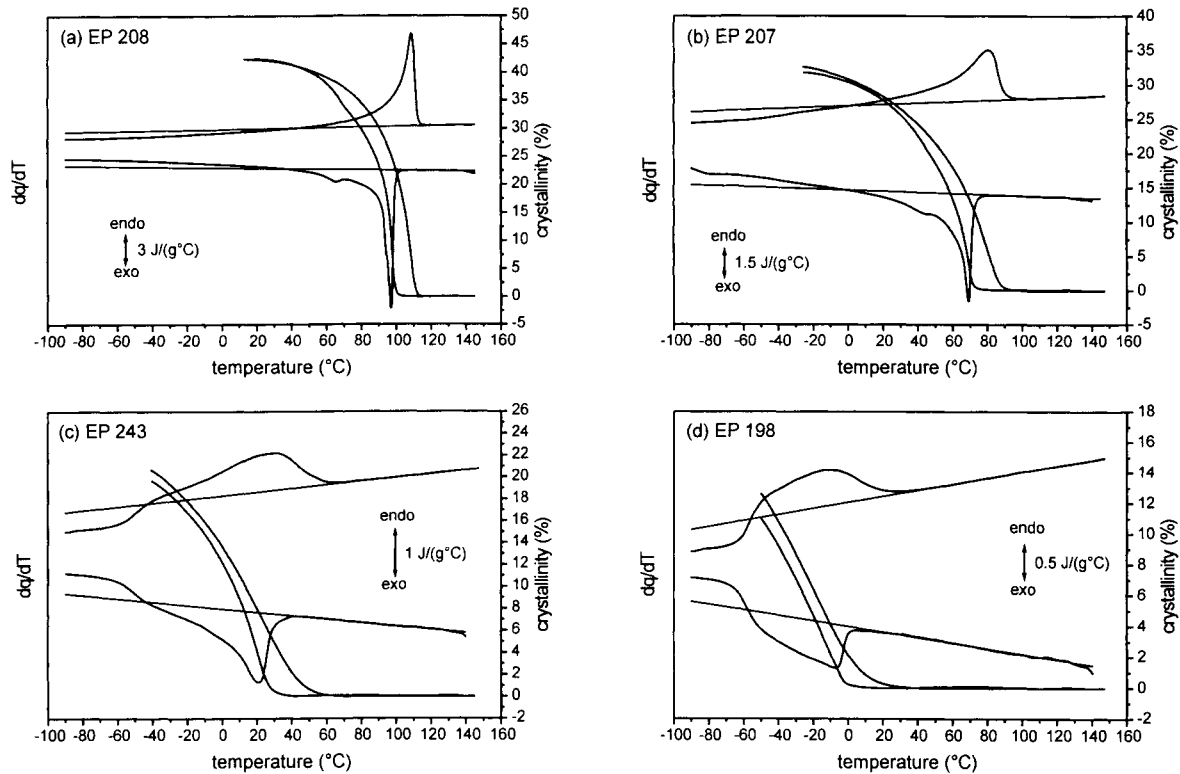 (a) EP 208
dq/dT
endo
3 J/(g°C)
exo
50
45
40
35
30
25
20
15
10
5
0
-5
crystallinity (%)
-100 -80 -60 -40 -20 0 20 40 60 80 100 120 140 160
temperature (°C)
(b) EP 207
dq/dT
endo
1.5 J/(g°C)
exo
40
35
30
25
20
15
10
5
0
-5
crystallinity (%)
-100 -80 -60 -40 -20 0 20 40 60 80 100 120 140 160
temperature (°C)
(c) EP 243
dq/dT
endo
1 J/(g°C)
exo
26
24
22
20
18
16
14
12
10
8
6
4
2
0
-2
crystallinity (%)
-100 -80 -60 -40 -20 0 20 40 60 80 100 120 140 160
temperature (°C)
(d) EP 198
dq/dT
endo
0.5 J/(g°C)
exo
18
16
14
12
10
8
6
4
2
0
-2
crystallinity (%)
-100 -80 -60 -40 -20 0 20 40 60 80 100 120 140 160
temperature (°C)